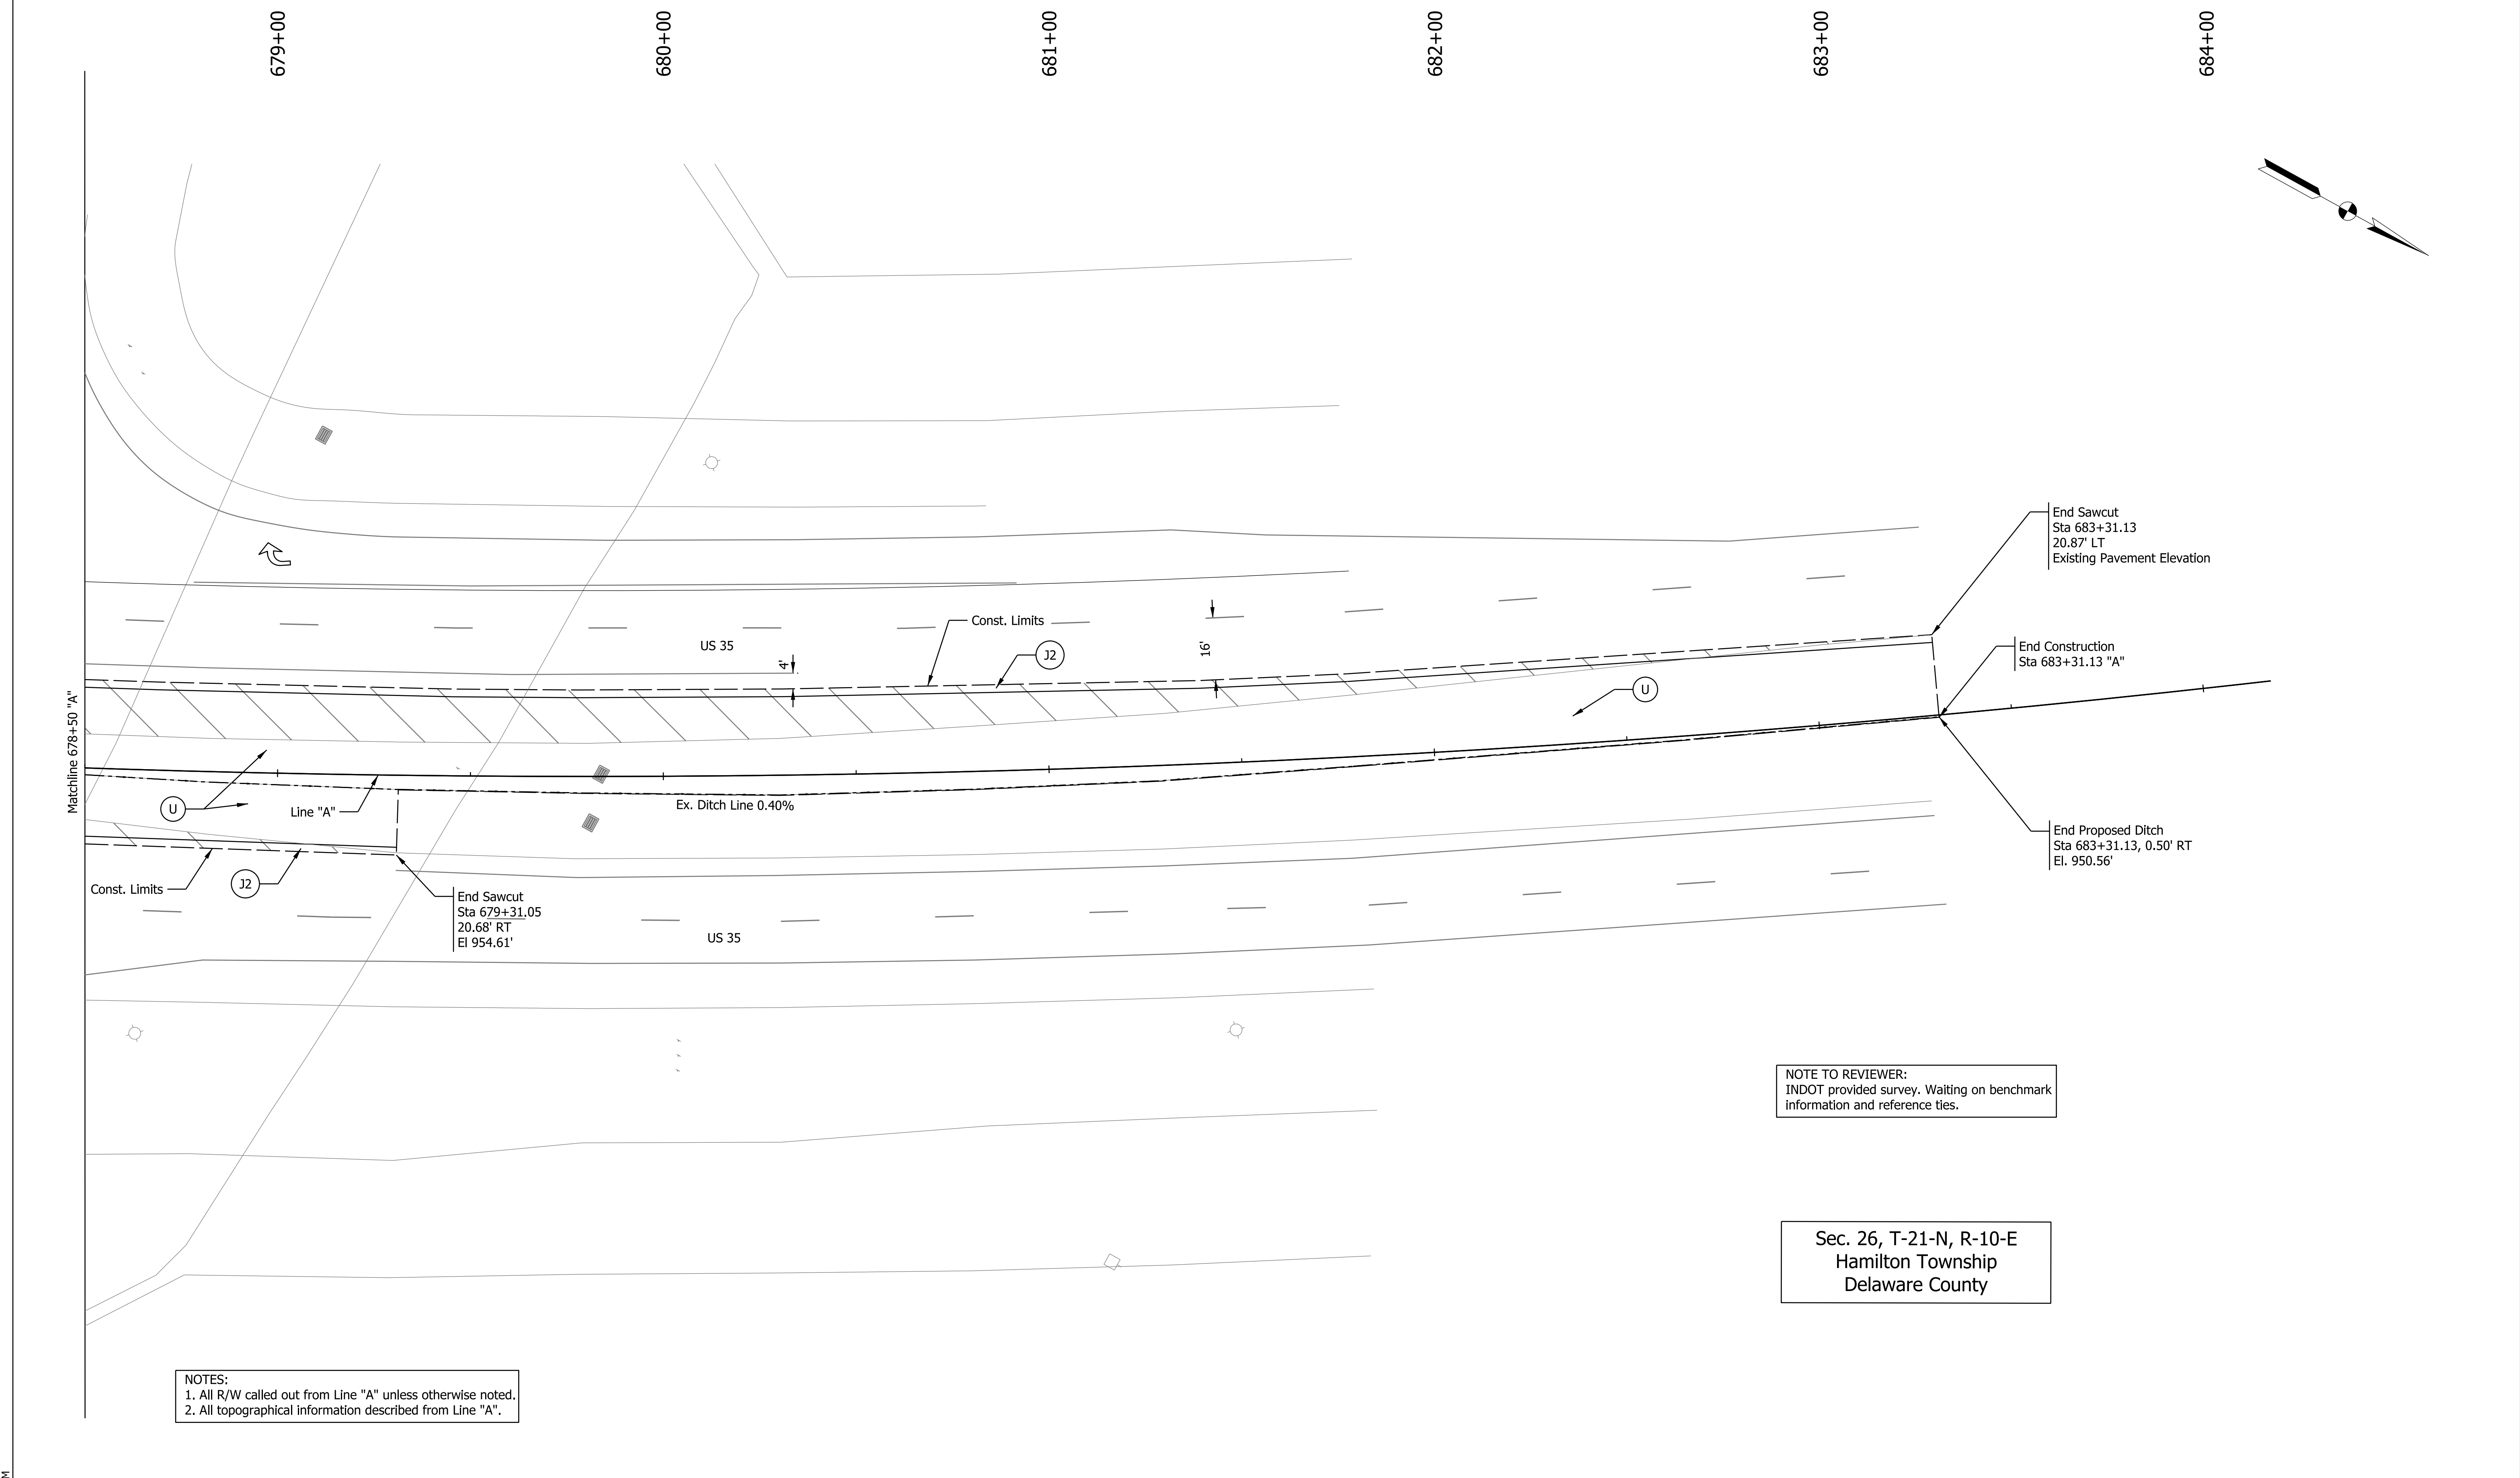 679+00
680+00
681+00
682+00
683+00
684+00
End Sawcut
Sta 683+31.13
20.87' LT
Existing Pavement Elevation
Const. Limits
US 35
4'
16'
J2
End Construction
Sta 683+31.13 "A"
U
Matchline 678+50 "A"
U
Line "A"
Ex. Ditch Line 0.40%
End Proposed Ditch
Sta 683+31.13, 0.50' RT
El. 950.56'
Const. Limits
J2
End Sawcut
Sta 679+31.05
20.68' RT
El 954.61'
US 35
NOTE TO REVIEWER:
INDOT provided survey. Waiting on benchmark
information and reference ties.
Sec. 26, T-21-N, R-10-E
Hamilton Township
Delaware County
NOTES:
1. All R/W called out from Line "A" unless otherwise noted.
2. All topographical information described from Line "A".
M